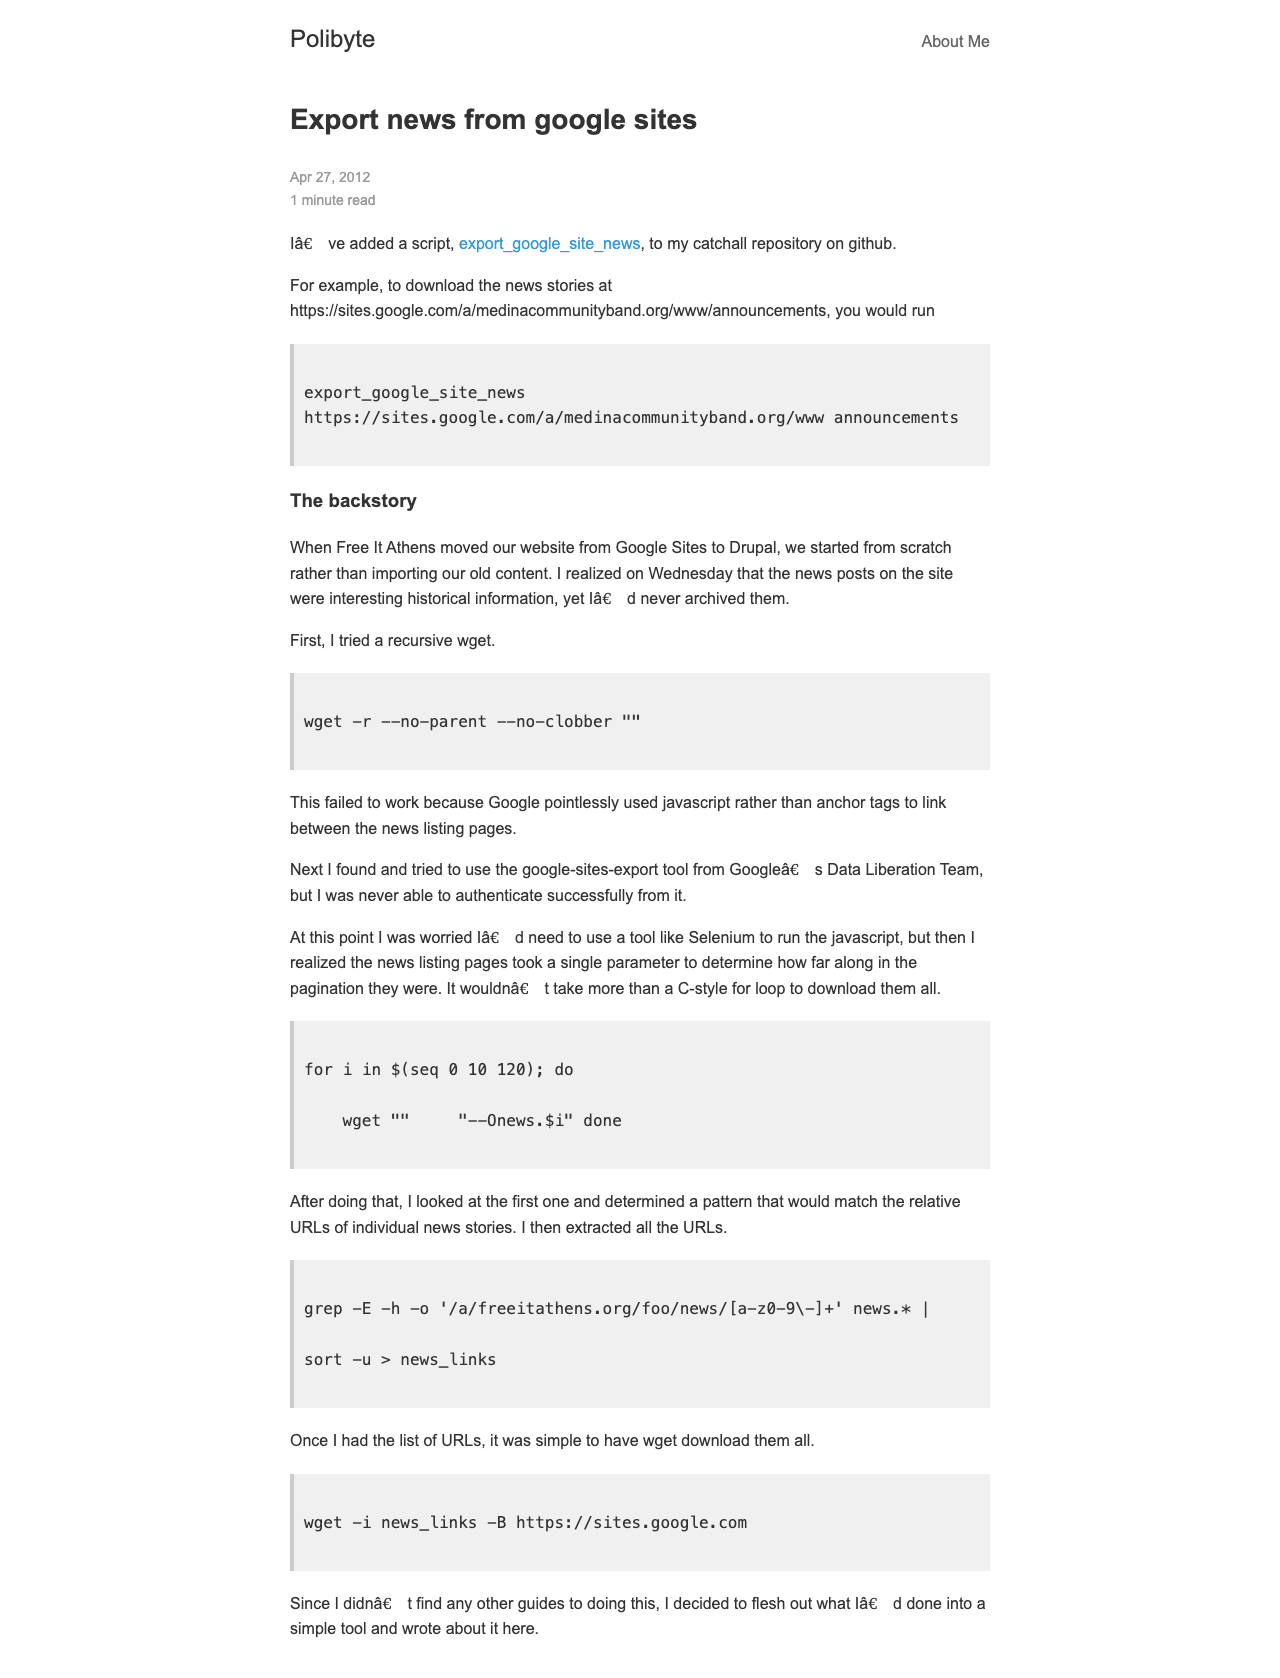 Polibyte
About Me
Export news from google sites
Apr 27, 2012
1 minute read
Iâ€ ve added a script, export_google_site_news, to my catchall repository on github.
For example, to download the news stories at
https://sites.google.com/a/medinacommunityband.org/www/announcements, you would run
export_google_site_news
https://sites.google.com/a/medinacommunityband.org/www announcements
The backstory
When Free It Athens moved our website from Google Sites to Drupal, we started from scratch
rather than importing our old content. I realized on Wednesday that the news posts on the site
were interesting historical information, yet Iâ€ d never archived them.
First, I tried a recursive wget.
wget -r --no-parent --no-clobber ""
This failed to work because Google pointlessly used javascript rather than anchor tags to link
between the news listing pages.
Next I found and tried to use the google-sites-export tool from Googleâ€ s Data Liberation Team,
but I was never able to authenticate successfully from it.
At this point I was worried Iâ€ d need to use a tool like Selenium to run the javascript, but then I
realized the news listing pages took a single parameter to determine how far along in the
pagination they were. It wouldnâ€ t take more than a C-style for loop to download them all.
for i in $(seq 0 10 120); do
wget ""     "--Onews.$i" done
After doing that, I looked at the first one and determined a pattern that would match the relative
URLs of individual news stories. I then extracted all the URLs.
grep -E -h -o '/a/freeitathens.org/foo/news/[a-z0-9\-]+' news.* |
sort -u > news_links
Once I had the list of URLs, it was simple to have wget download them all.
wget -i news_links -B https://sites.google.com
Since I didnâ€ t find any other guides to doing this, I decided to flesh out what Iâ€ d done into a
simple tool and wrote about it here.